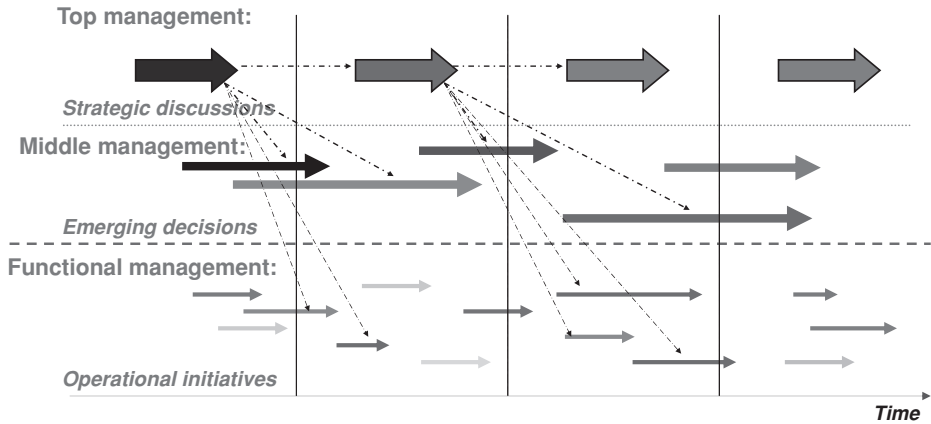 Top management:
Strategic discussions
Middle management:
Emerging decisions
Functional management:
Operational initiatives
Time